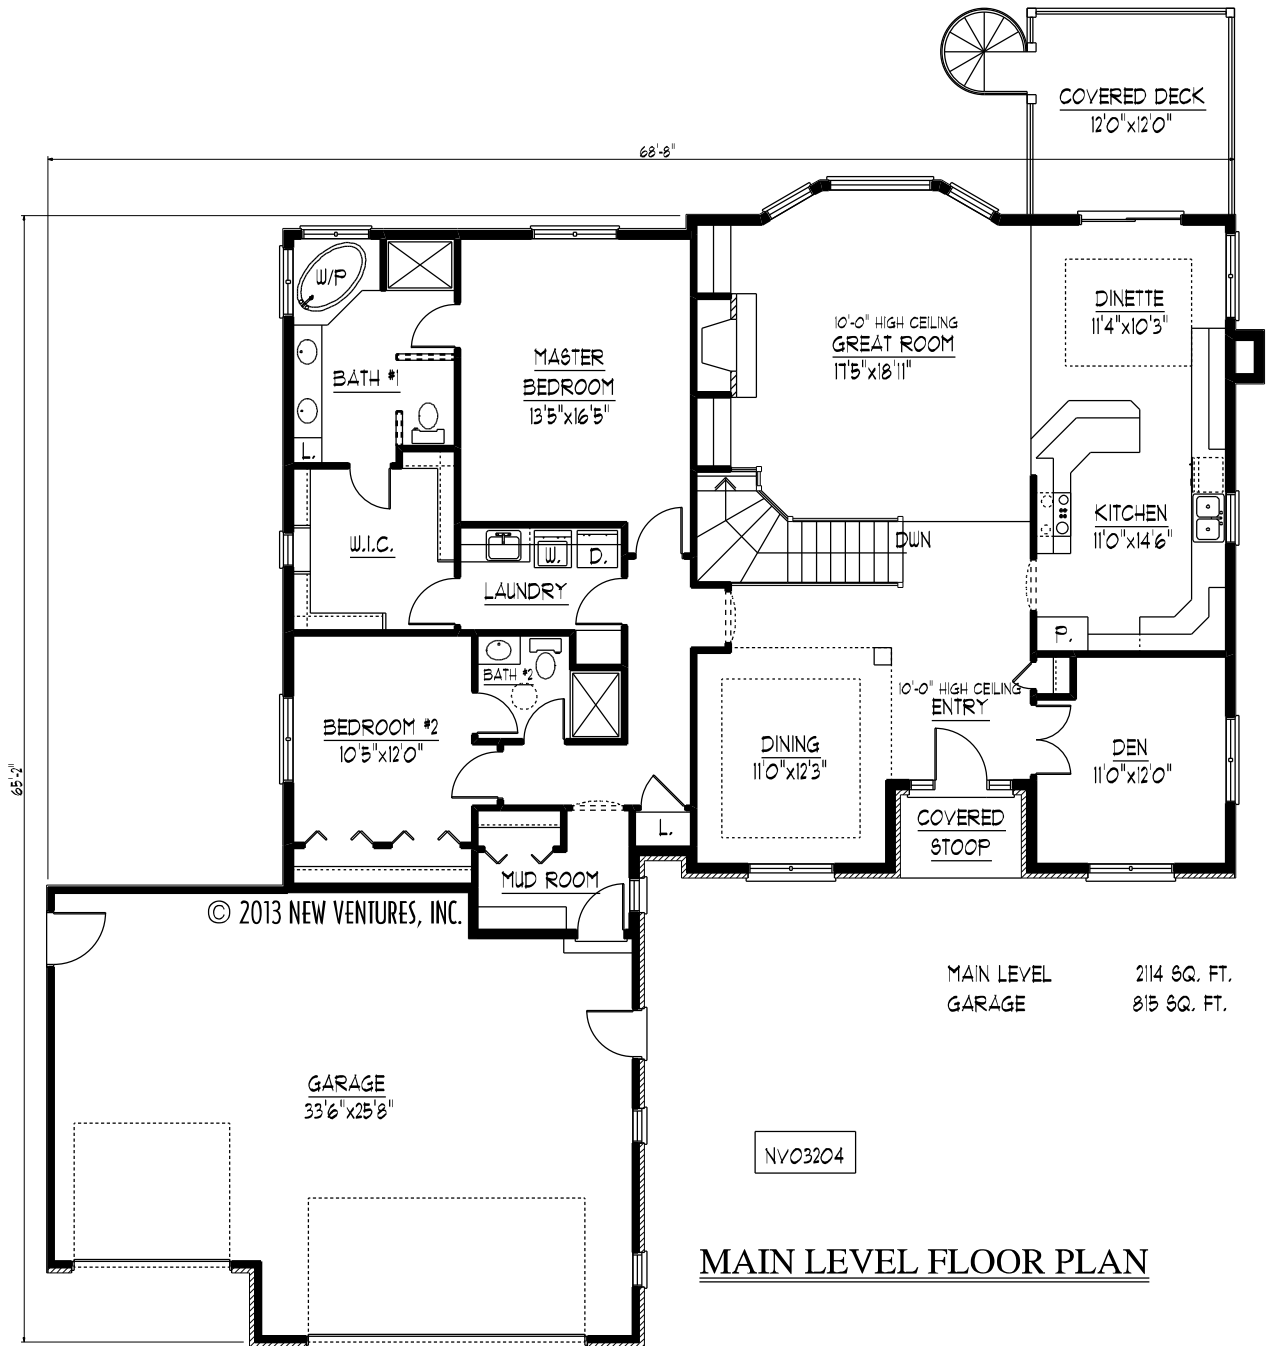 COVERED DECK
12'0"x12'0"
68'-8"
W/P
DINETTE
11'4"x10'3"
10'-0" HIGH CEILING
GREAT ROOM
17'5"x18'11"
MASTER
BEDROOM
13'5"x16'5"
BATH #1
L.
KITCHEN
11'0"x14'6"
W.I.C.
W.
D.
DWN
LAUNDRY
P.
BATH #2
10'-0" HIGH CEILING
ENTRY
BEDROOM #2
10'5"x12'0"
DINING
11'0"x12'3"
DEN
11'0"x12'0"
65'-2"
L.
COVERED
STOOP
MUD ROOM
© 2013 NEW VENTURES, INC.
MAIN LEVEL 2114 SQ. FT.
GARAGE 815 SQ. FT.
GARAGE
33'6"x25'8"
NV03204
MAIN LEVEL FLOOR PLAN